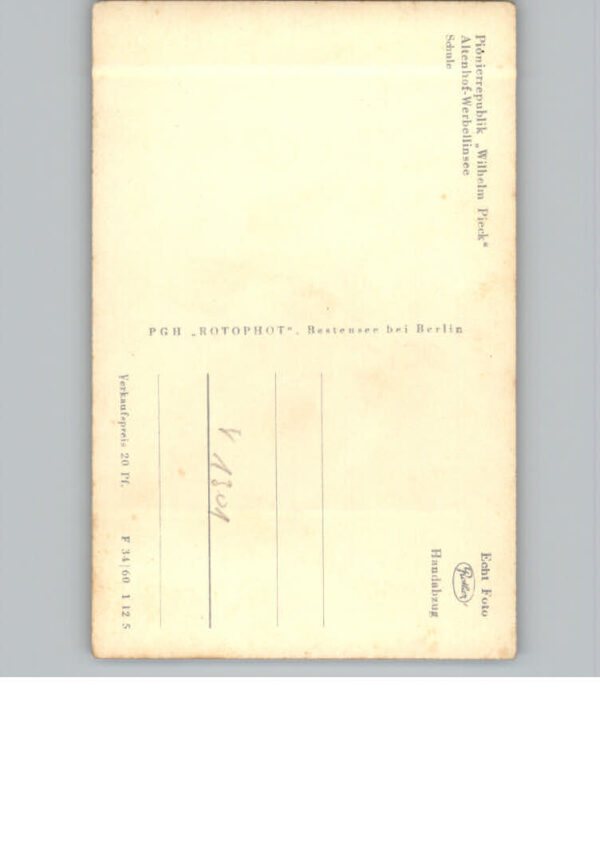 Pionierrepublik „Wilhelm Pieck“
Altenhof-Werbellinsee
Schule
PGH „ROTOPHOT“, Bestensee bei Berlin
Echt Foto
Handabzug
V 1301
Verkaufspreis 20 Pf.
F 34/60 1 12 5